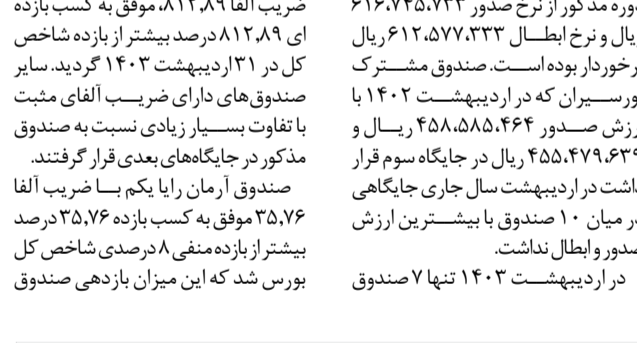 دوره مذکور از نرخ صدور ۶۱۶،۷۴۵،۷۳۳
ریال و نرخ ابطال ۶۱۲،۵۷۷،۳۳۳ ریال
برخوردار بوده است. صندوق مشترک
بورسیران که در اردیبهشت ۱۴۰۲ با
ارزش صدور ۴۵۸،۵۸۵،۴۶۴ ریال و
۴۵۵،۴۷۹،۶۳۹ ریال در جایگاه سوم قرار
داشت در اردیبهشت سال جاری جایگاهی
در میان ۱۰ صندوق با بیشترین ارزش
صدور و ابطال نداشت.
در اردیبهشت ۱۴۰۳ تنها ۷ صندوق
ضریب آلفا ۸۱۲,۸۹، موفق به کسب بازده
ای ۸۱۲,۸۹ درصد بیشتر از بازده شاخص
کل در ۳۱ اردیبهشت ۱۴۰۳ گردید. سایر
صندوق‌های دارای ضریب آلفای مثبت
با تفاوت بسیار زیادی نسبت به صندوق
مذکور در جایگاه‌های بعدی قرار گرفتند.
صندوق آرمان رایا یکم با ضریب آلفا
۳۵,۷۶ موفق به کسب بازده ۳۵,۷۶ درصد
بیشتر از بازده منفی ۸ درصدی شاخص کل
بورس شد که این میزان بازدهی صندوق